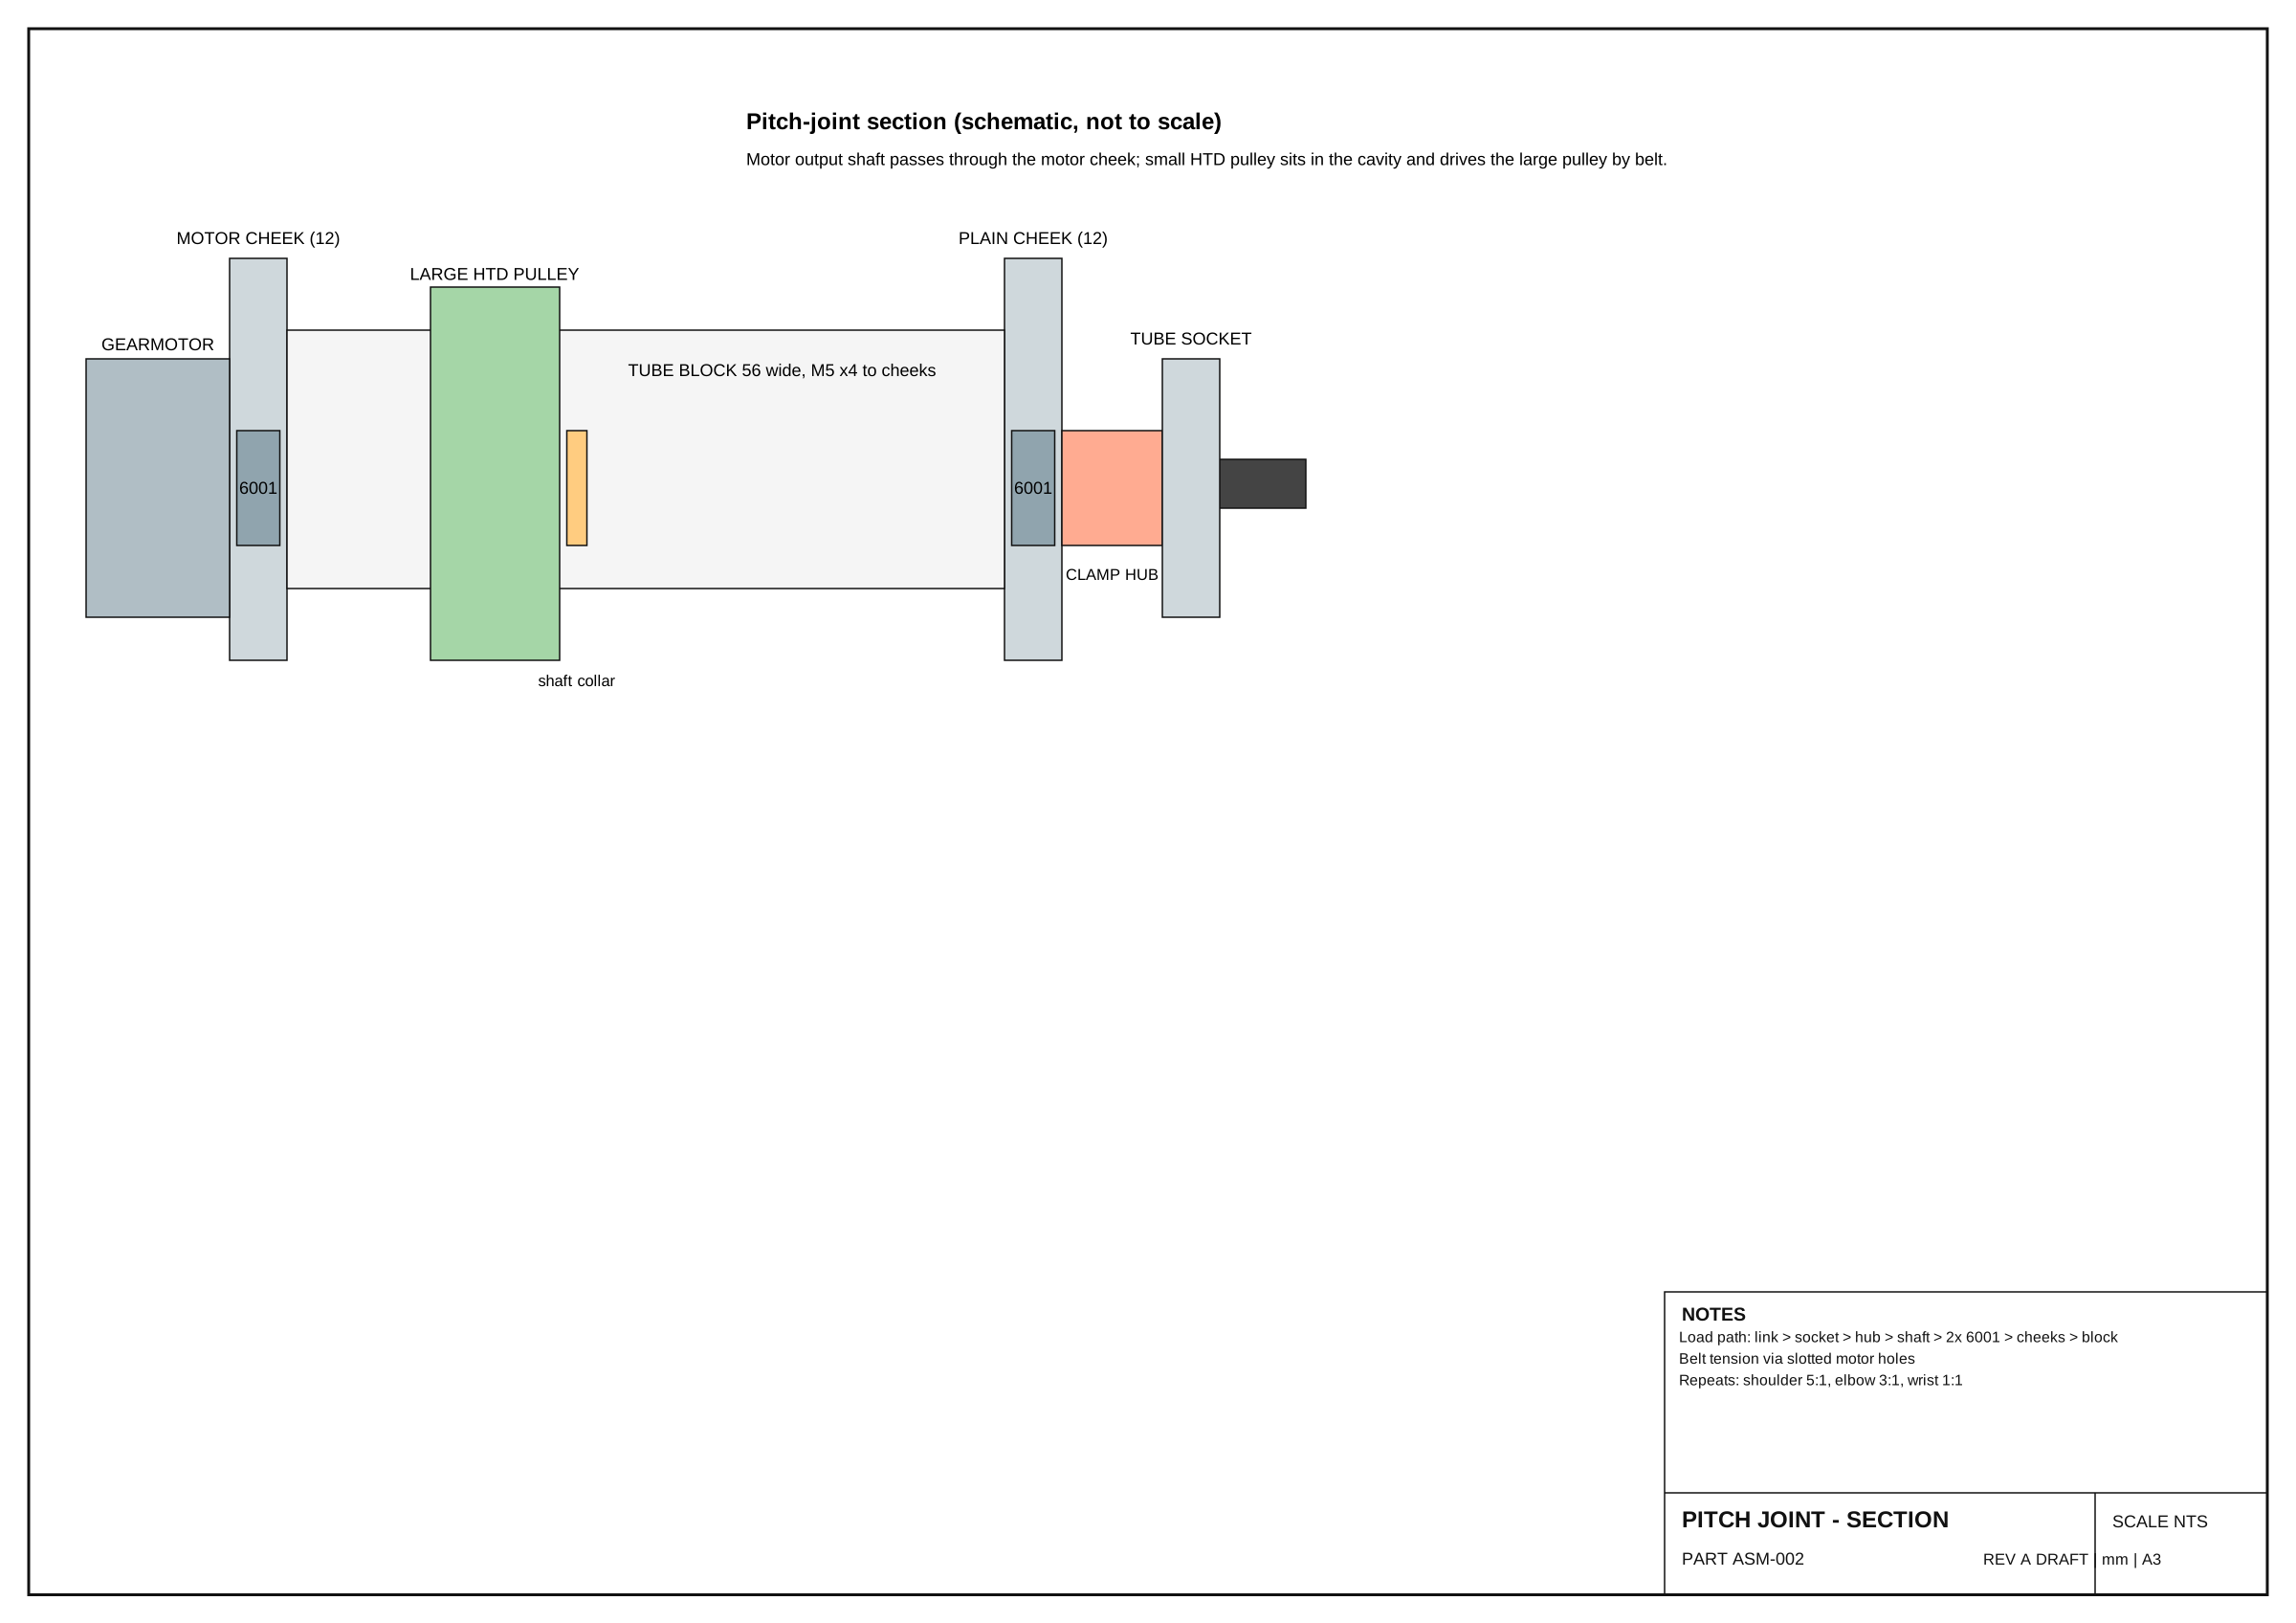 Pitch-joint section (schematic, not to scale)
Motor output shaft passes through the motor cheek; small HTD pulley sits in the cavity and drives the large pulley by belt.
MOTOR CHEEK (12)
PLAIN CHEEK (12)
LARGE HTD PULLEY
GEARMOTOR
TUBE SOCKET
TUBE BLOCK 56 wide, M5 x4 to cheeks
6001
6001
CLAMP HUB
shaft collar
NOTES
Load path: link > socket > hub > shaft > 2x 6001 > cheeks > block
Belt tension via slotted motor holes
Repeats: shoulder 5:1, elbow 3:1, wrist 1:1
PITCH JOINT - SECTION
SCALE NTS
PART ASM-002
REV A DRAFT | mm | A3